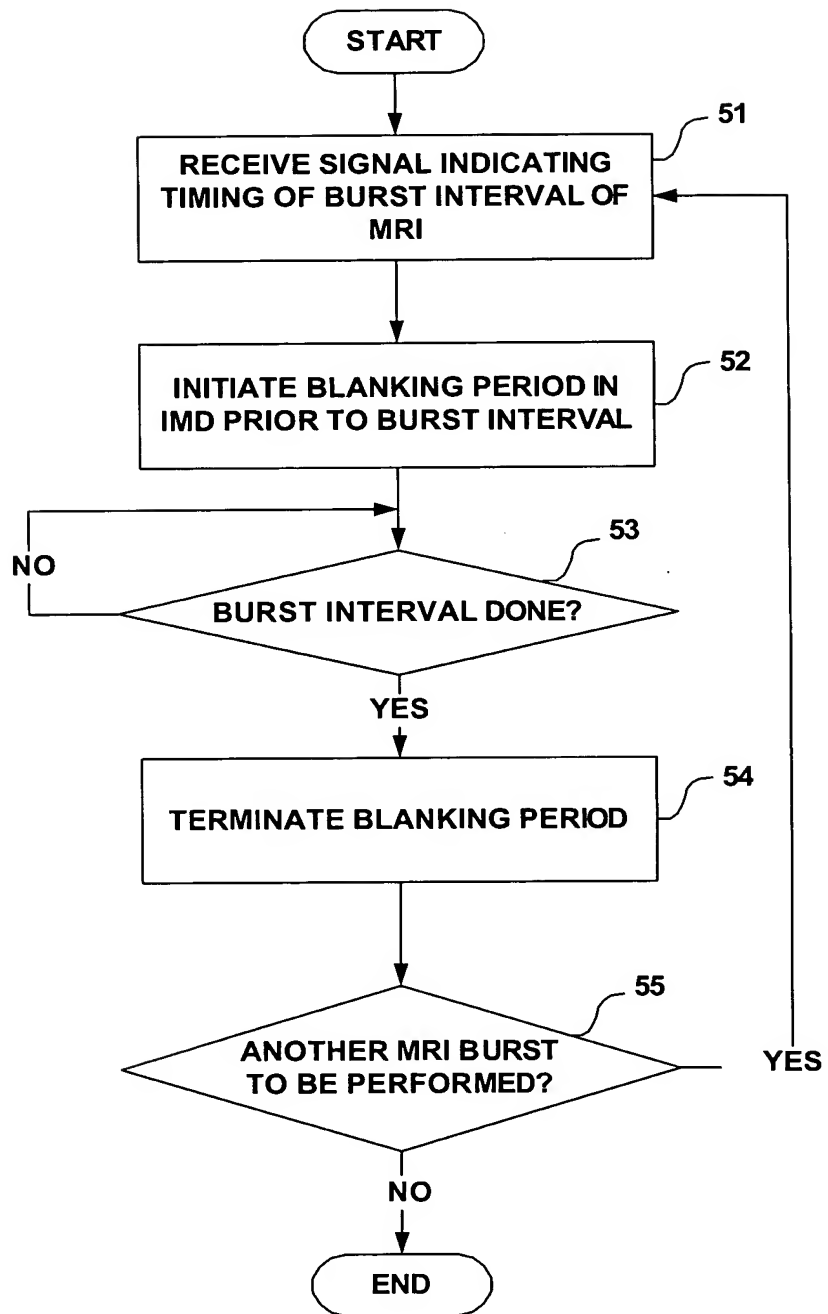 START
51
RECEIVE SIGNAL INDICATING
TIMING OF BURST INTERVAL OF
MRI
52
INITIATE BLANKING PERIOD IN
IMD PRIOR TO BURST INTERVAL
53
NO
BURST INTERVAL DONE?
YES
54
TERMINATE BLANKING PERIOD
55
ANOTHER MRI BURST
TO BE PERFORMED?
YES
NO
END